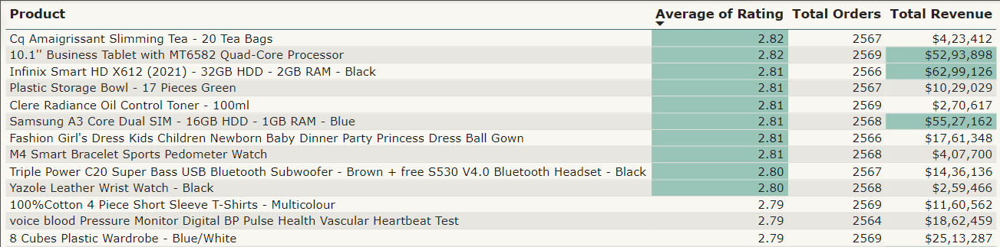 Product Average of Rating Total Orders Total Revenue
Cq Amaigrissant Slimming Tea - 20 Tea Bags 2.82 2567 $4,23,412
10.1'' Business Tablet with MT6582 Quad-Core Processor 2.82 2569 $52,93,898
Infinix Smart HD X612 (2021) - 32GB HDD - 2GB RAM - Black 2.81 2566 $62,99,126
Plastic Storage Bowl - 17 Pieces Green 2.81 2567 $10,29,029
Clere Radiance Oil Control Toner - 100ml 2.81 2569 $2,70,617
Samsung A3 Core Dual SIM - 16GB HDD - 1GB RAM - Blue 2.81 2568 $55,27,162
Fashion Girl's Dress Kids Children Newborn Baby Dinner Party Princess Dress Ball Gown 2.81 2566 $17,61,348
M4 Smart Bracelet Sports Pedometer Watch 2.81 2568 $4,07,700
Triple Power C20 Super Bass USB Bluetooth Subwoofer - Brown + free S530 V4.0 Bluetooth Headset - Black 2.80 2567 $14,36,136
Yazole Leather Wrist Watch - Black 2.80 2568 $2,59,466
100%Cotton 4 Piece Short Sleeve T-Shirts - Multicolour 2.79 2569 $11,60,562
voice blood Pressure Monitor Digital BP Pulse Health Vascular Heartbeat Test 2.79 2564 $18,62,459
8 Cubes Plastic Wardrobe - Blue/White 2.79 2569 $25,13,287